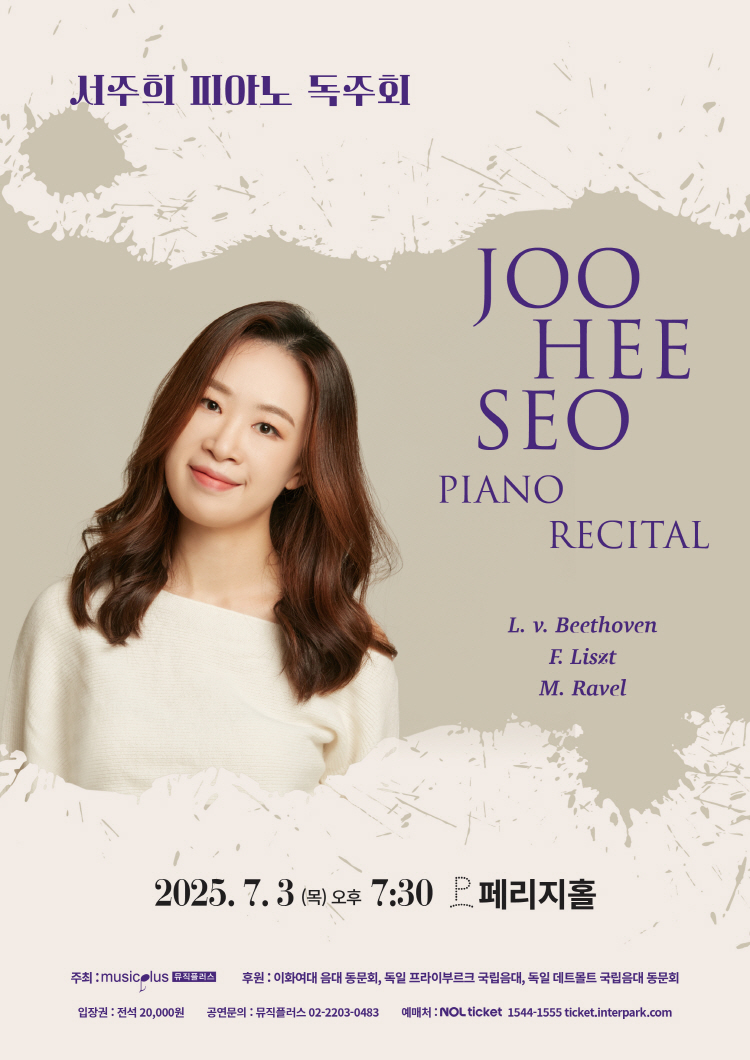 서주희 피아노 독주회
JOO
HEE
SEO
PIANO
RECITAL
L. v. Beethoven
F. Liszt
M. Ravel
2025. 7. 3 (목) 오후 7:30 페리지홀
주최 : musicplus 뮤직플러스 후원 : 이화여대 음대 동문회, 독일 프라이부르크 국립음대, 독일 데트몰트 국립음대 동문회
입장권 : 전석 20,000원 공연문의 : 뮤직플러스 02-2203-0483 예매처 : NOL ticket 1544-1555 ticket.interpark.com